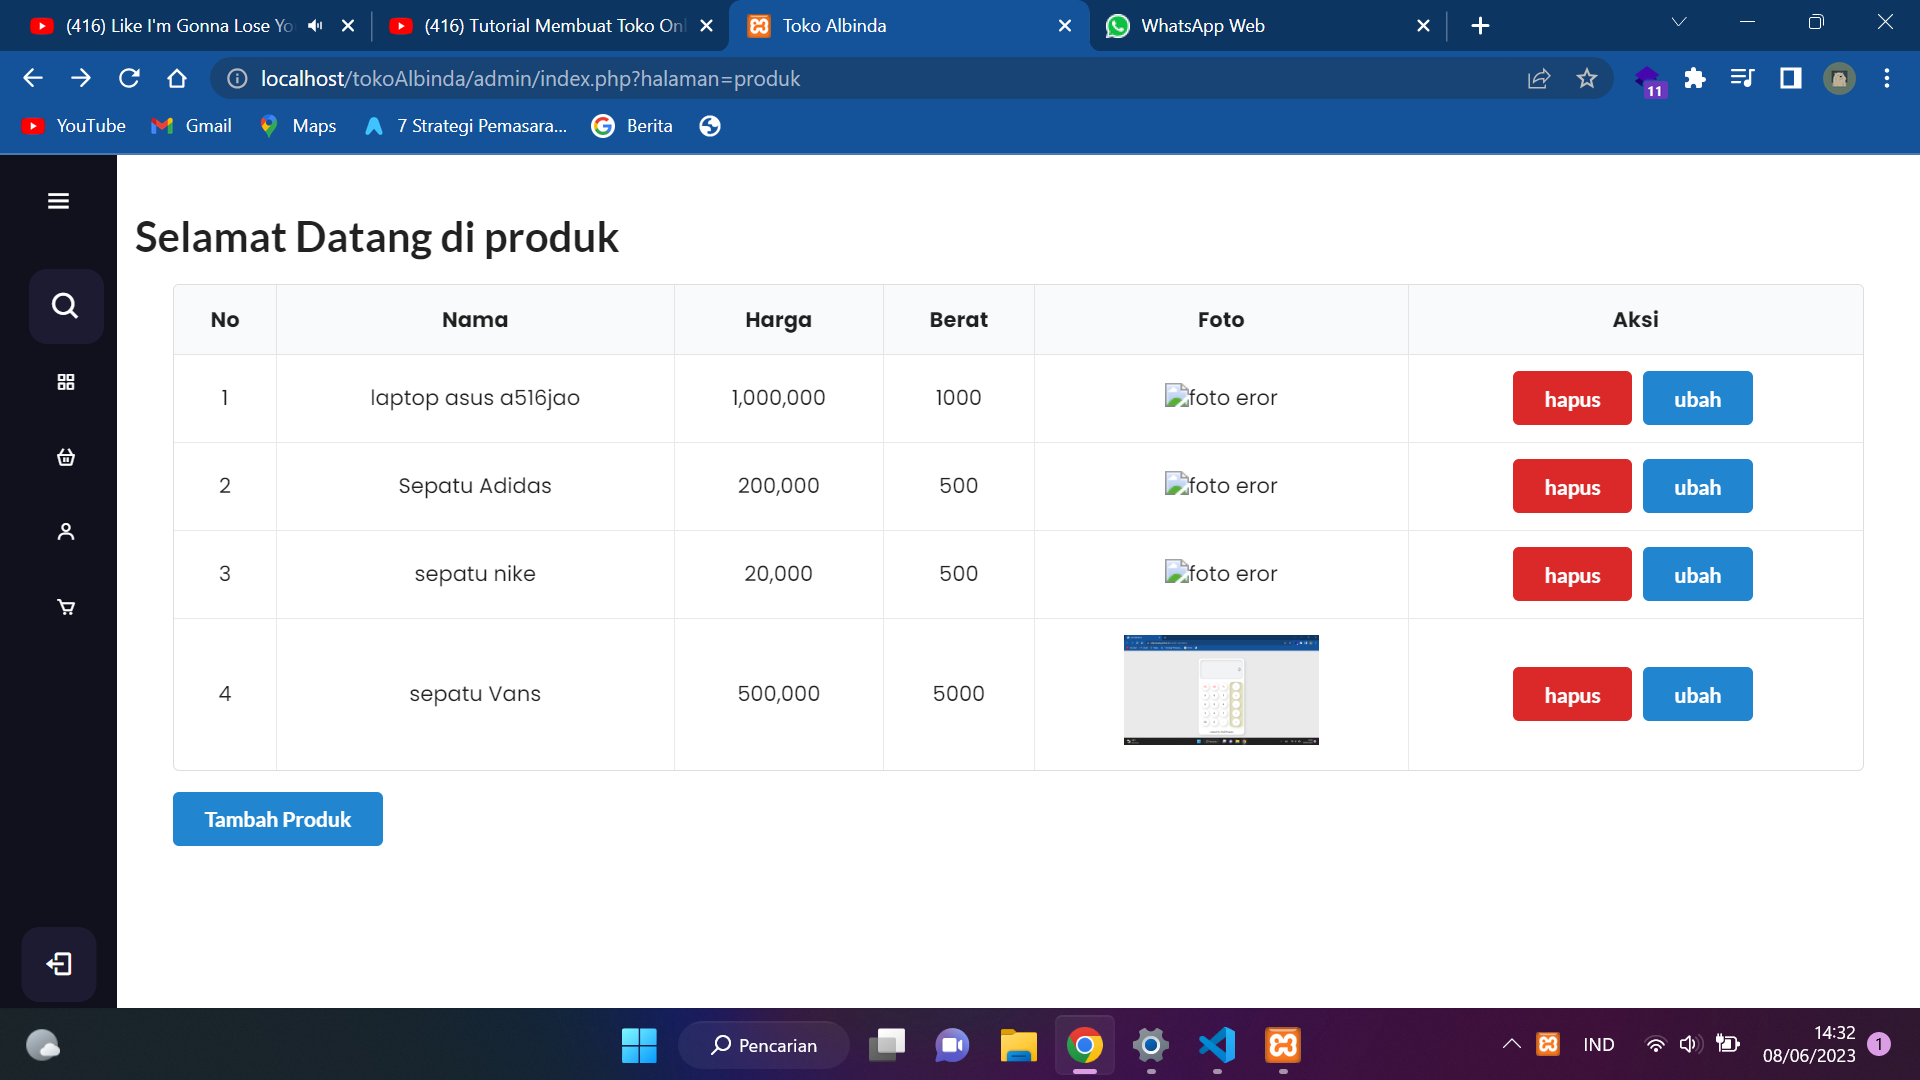 (416) Like I'm Gonna Lose Yo
(416) Tutorial Membuat Toko Onl
Toko Albinda
WhatsApp Web
localhost/tokoAlbinda/admin/index.php?halaman=produk
11
YouTube
Gmail
Maps
7 Strategi Pemasara...
Berita
Selamat Datang di produk
No Nama Harga Berat Foto Aksi
1 laptop asus a516jao 1,000,000 1000 foto eror hapus ubah
2 Sepatu Adidas 200,000 500 foto eror hapus ubah
3 sepatu nike 20,000 500 foto eror hapus ubah
4 sepatu Vans 500,000 5000 hapus ubah
Tambah Produk
Pencarian
IND
14:32
08/06/2023
1